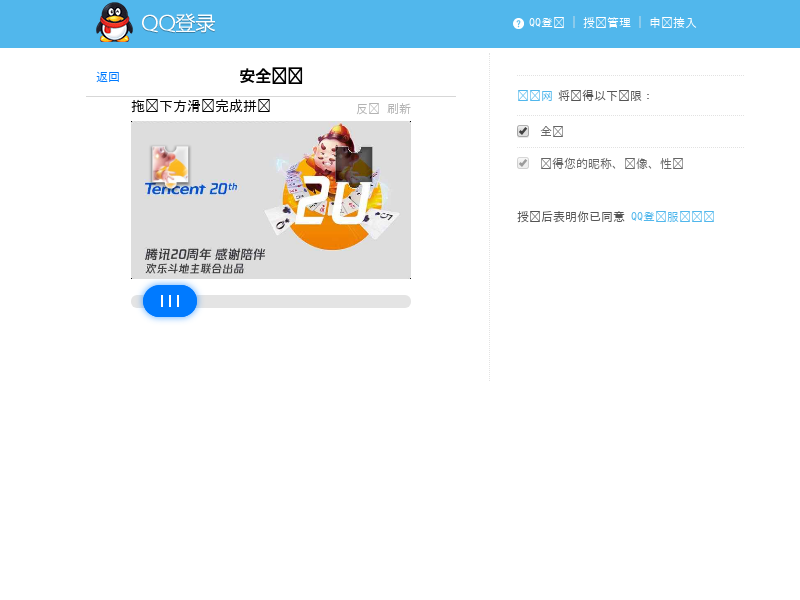 QQ登录
QQ登
授 管理
申 接入
返回
安全
拖 下方滑 完成拼
反
刷新
Tencent 20th
20
腾讯20周年 感谢陪伴
欢乐斗地主联合出品
网 将 得以下 限：
全
得您的昵称、 像、性
授 后表明你已同意 QQ登 服